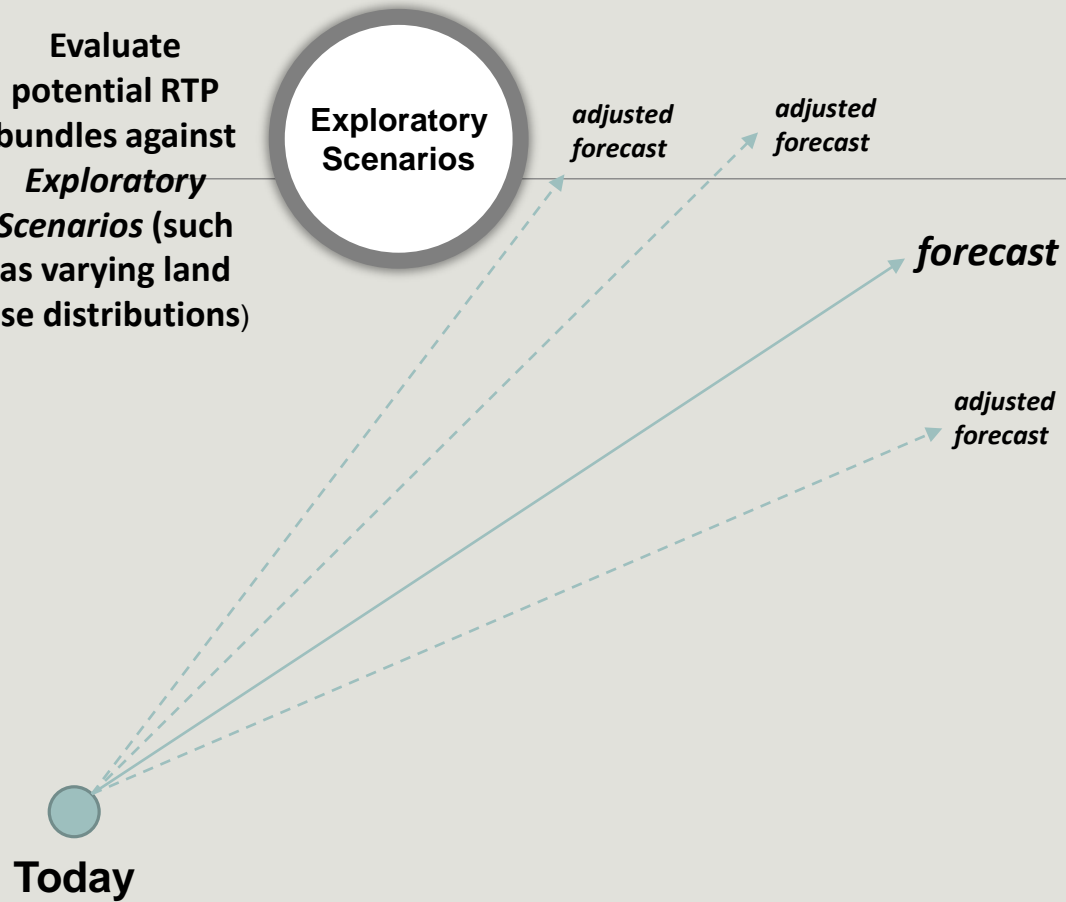 Evaluate
potential RTP
bundles against
Exploratory
Scenarios (such
as varying land
use distributions)
Exploratory
Scenarios
adjusted
forecast
adjusted
forecast
forecast
adjusted
forecast
Today